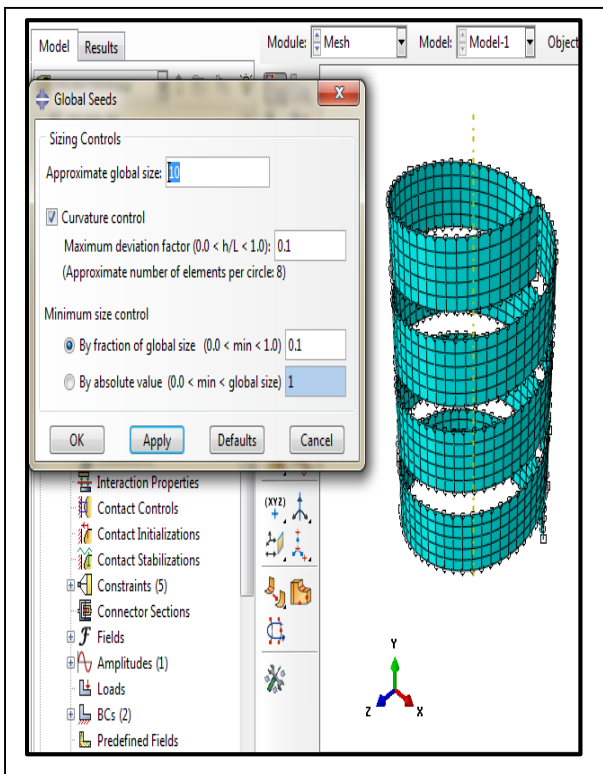 Model Results Module: Mesh Model: Model-1 Object
Global Seeds
Sizing Controls
Approximate global size: 10
Curvature control
Maximum deviation factor (0.0 < h/L < 1.0): 0.1
(Approximate number of elements per circle: 8)
Minimum size control
By fraction of global size (0.0 < min < 1.0) 0.1
By absolute value (0.0 < min < global size) 1
OK Apply Defaults Cancel
Interaction Properties
Contact Controls
(XYZ)
Contact Initializations
Contact Stabilizations
Constraints (5)
Connector Sections
Fields
Amplitudes (1)
Loads
BCs (2)
Predefined Fields
Y
Z X